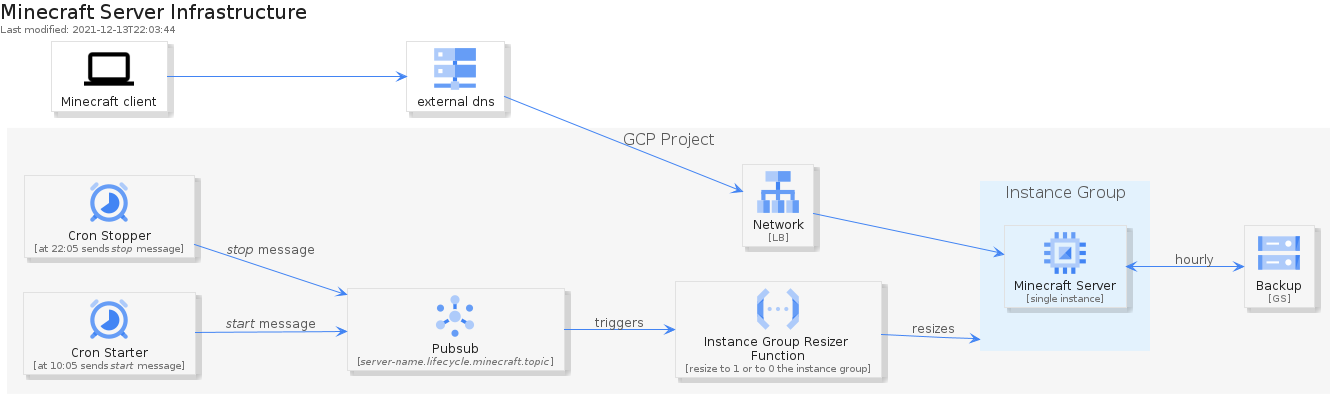 Minecraft Server Infrastructure
Last modified: 2021-12-13T22:03:44
Minecraft client
external dns
GCP Project
Network
[LB]
Instance Group
Minecraft Server
[single instance]
hourly
Backup
[GS]
Cron Stopper
[at 22:05 sends stop message]
stop message
Cron Starter
[at 10:05 sends start message]
start message
Pubsub
[server-name.lifecycle.minecraft.topic]
triggers
Instance Group Resizer
Function
[resize to 1 or to 0 the instance group]
resizes